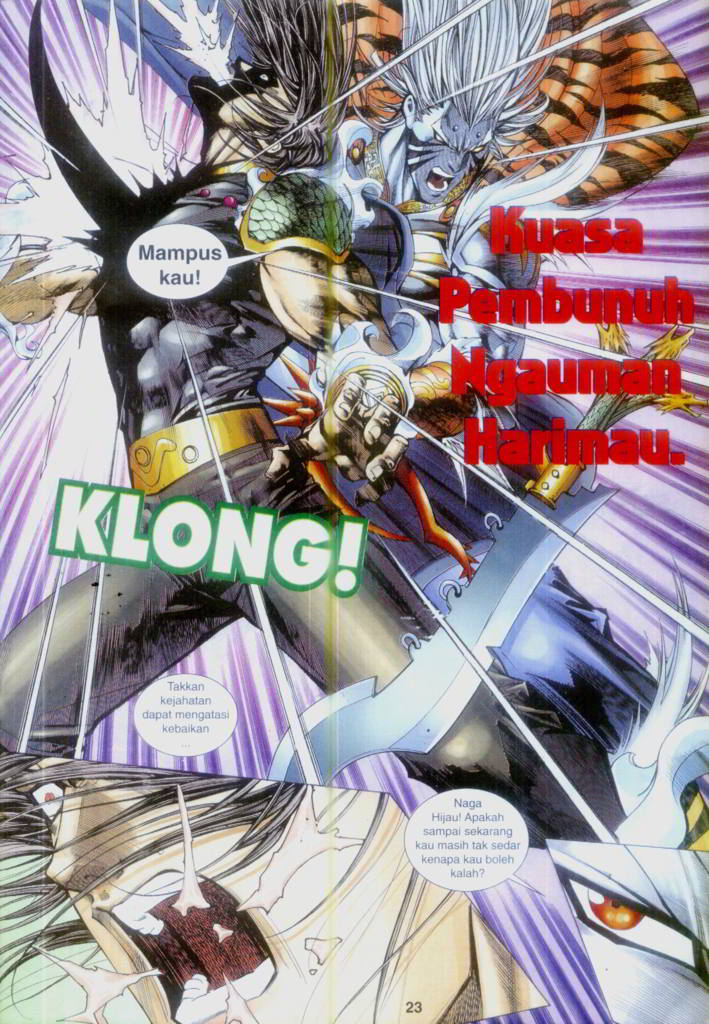 Mampus
kau!
Kuasa
Pembunuh
Ngauman
Harimau.
KLONG!
Takkan
kejahatan
dapat mengatasi
kebaikan
...
Naga
Hijau! Apakah
sampai sekarang
kau masih tak sedar
kenapa kau boleh
kalah?
23